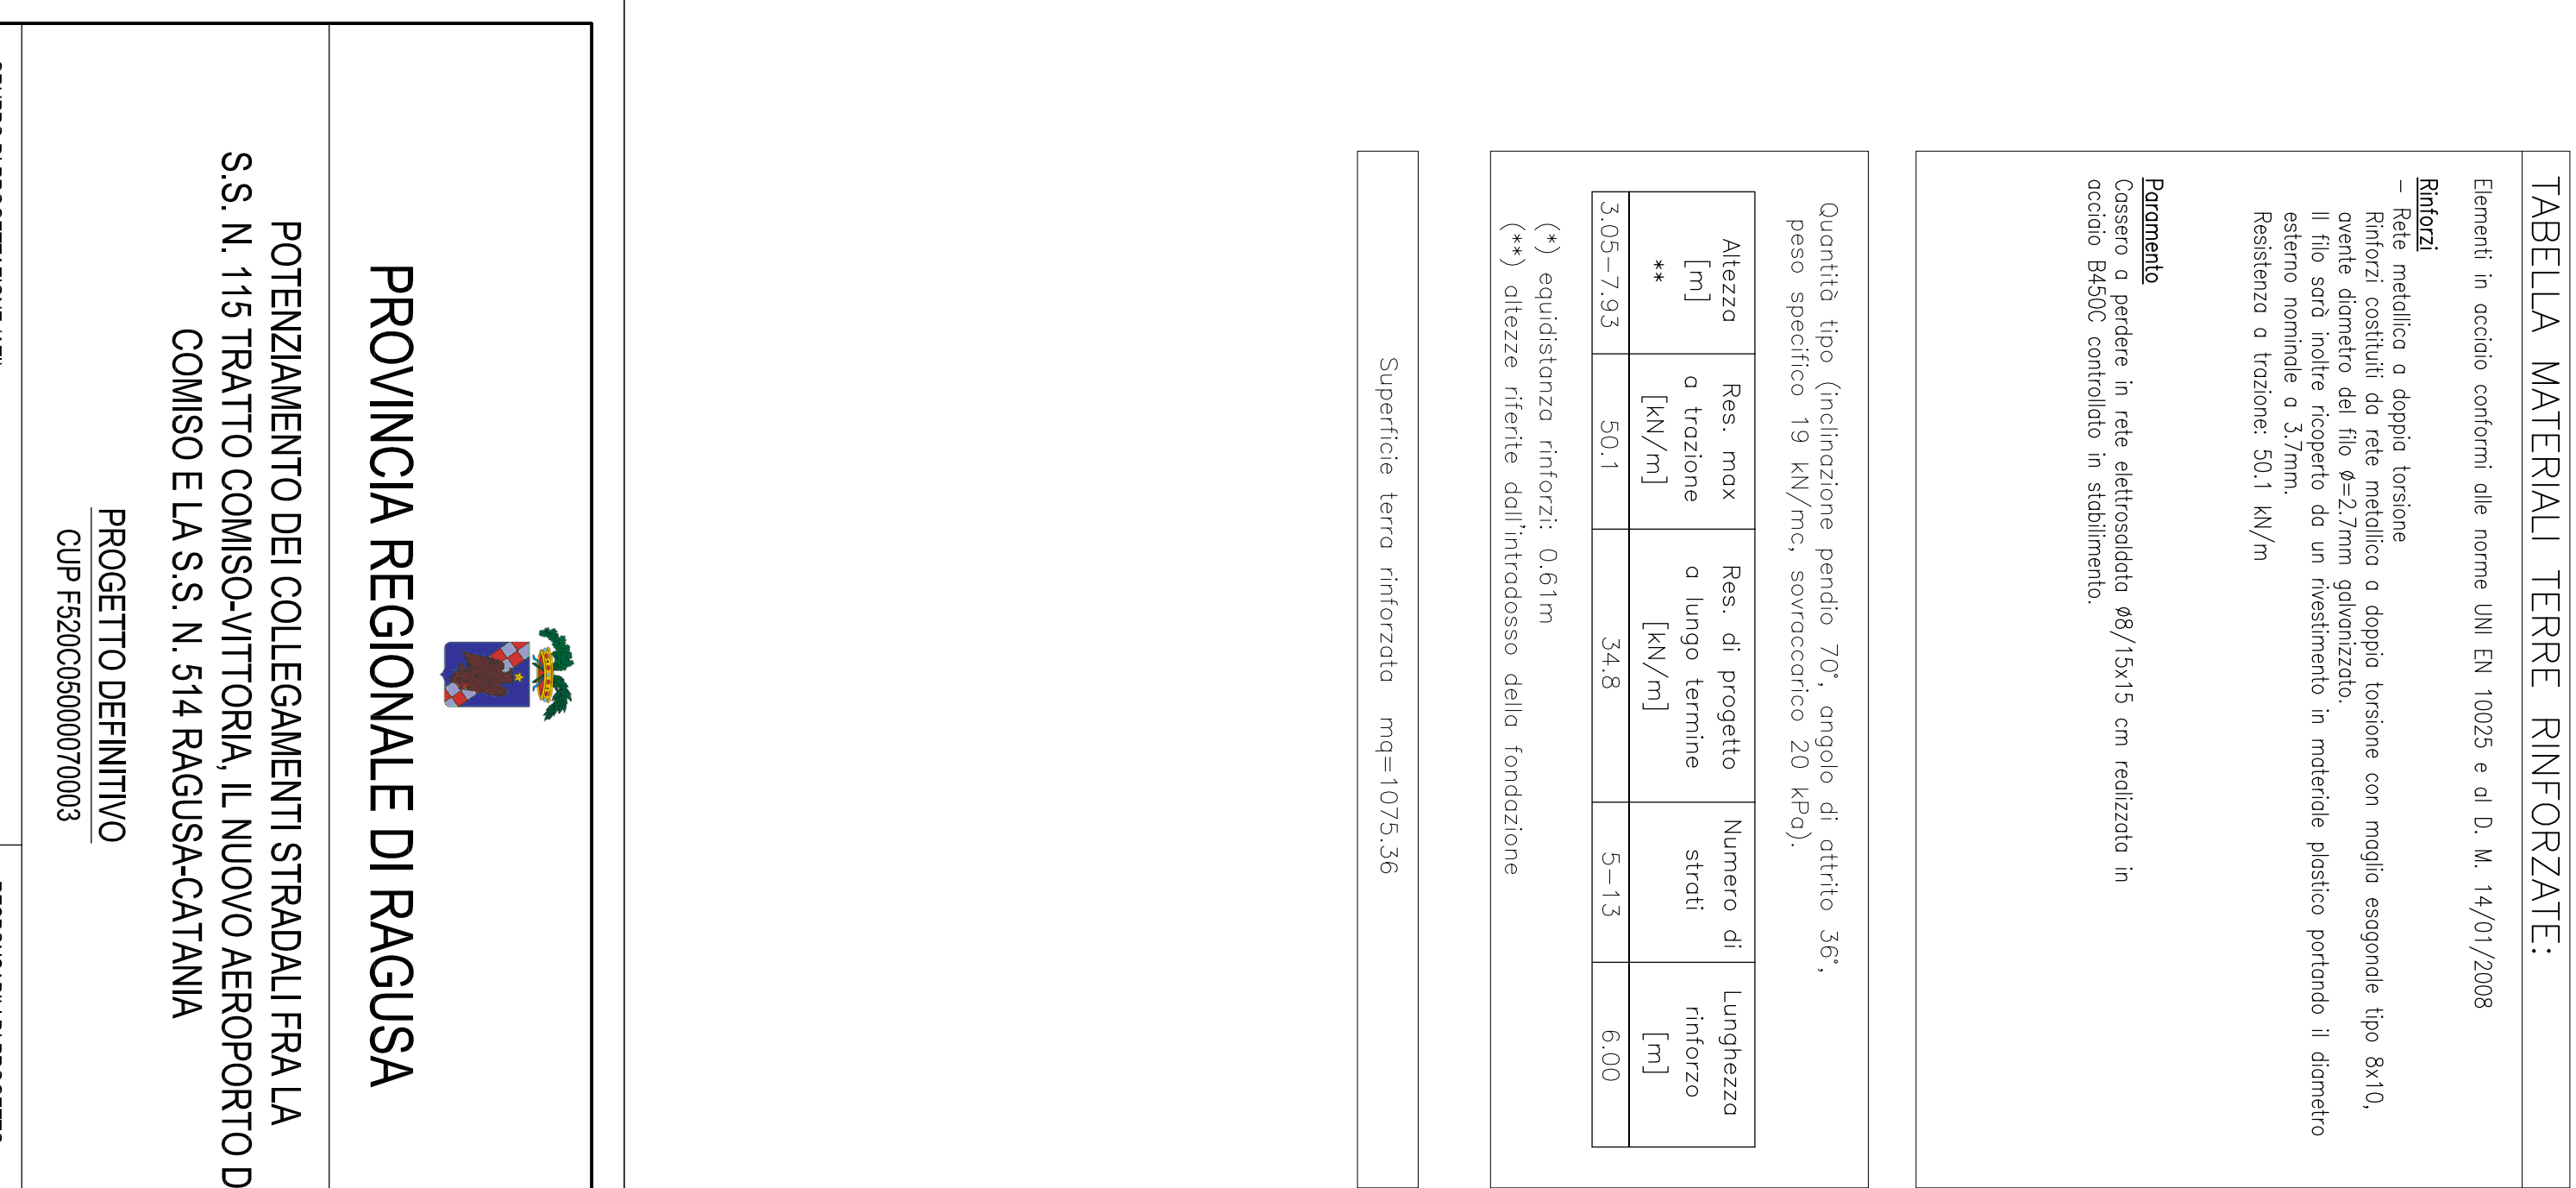 TABELLA MATERIALI TERRE RINFORZATE:
Elementi in acciaio conformi alle norme UNI EN 10025 e al D. M. 14/01/2008
Rinforzi
– Rete metallica a doppia torsione
Rinforzi costituiti da rete metallica a doppia torsione con maglia esagonale tipo 8x10,
avente diametro del filo ø=2.7mm galvanizzato.
Il filo sarà inoltre ricoperto da un rivestimento in materiale plastico portando il diametro
esterno nominale a 3.7mm.
Resistenza a trazione: 50.1 kN/m
Paramento
Cassero a perdere in rete elettrosaldata ø8/15x15 cm realizzata in
acciaio B450C controllato in stabilimento.
Quantità tipo (inclinazione pendio 70°, angolo di attrito 36°,
peso specifico 19 kN/mc, sovraccarico 20 kPa).
Altezza [m] **
Res. max a trazione [kN/m]
Res. di progetto a lungo termine [kN/m]
Numero di strati
Lunghezza rinforzo [m]
3.05–7.93 50.1 34.8 5–13 6.00
(*) equidistanza rinforzi: 0.61m
(**) altezze riferite dall'intradosso della fondazione
Superficie terra rinforzata mq=1075.36
PROVINCIA REGIONALE DI RAGUSA
POTENZIAMENTO DEI COLLEGAMENTI STRADALI FRA LA
S.S. N. 115 TRATTO COMISO-VITTORIA, IL NUOVO AEROPORTO D
COMISO E LA S.S. N. 514 RAGUSA-CATANIA
PROGETTO DEFINITIVO
CUP F520C05000070003